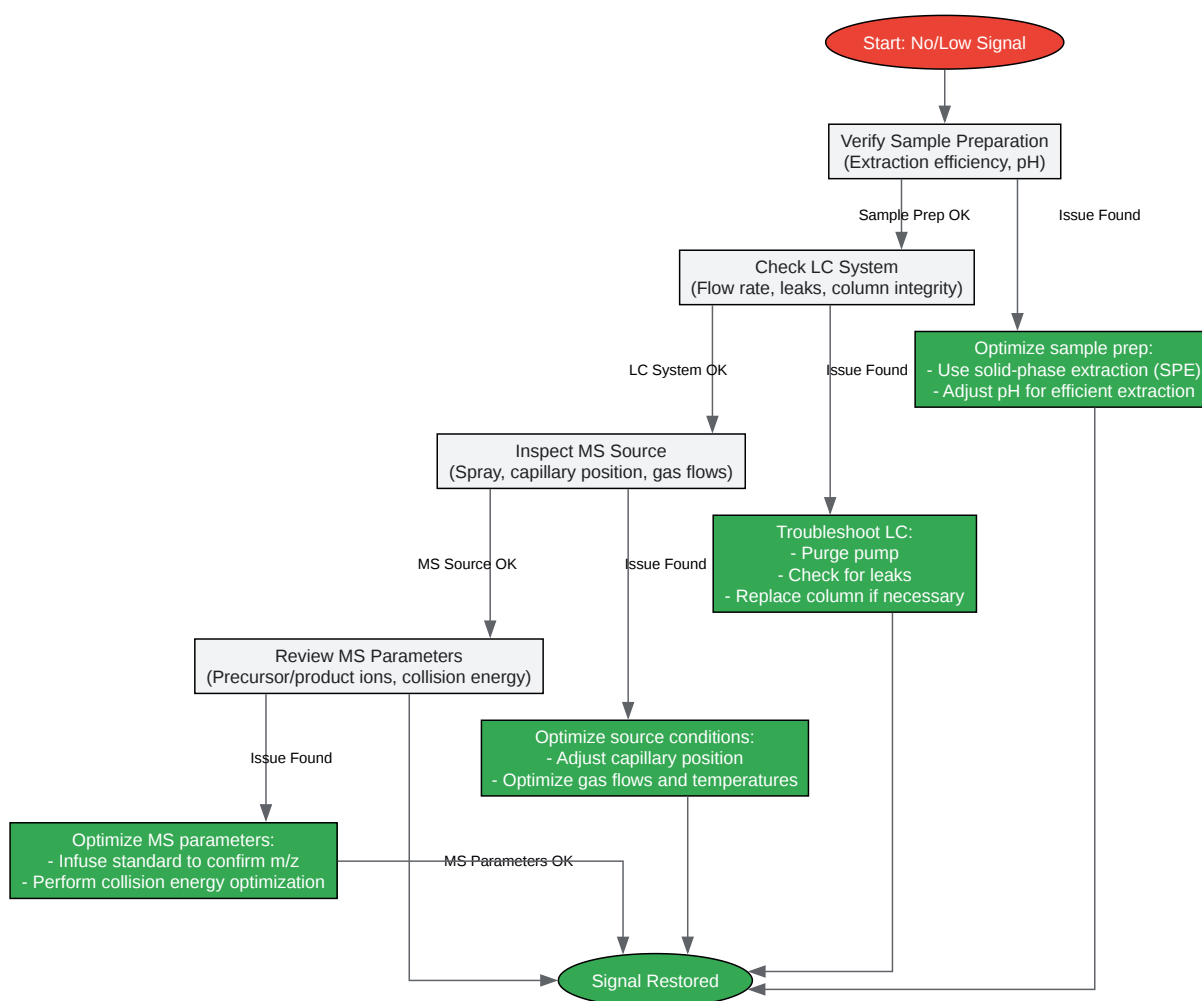 Start: No/Low Signal
Verify Sample Preparation
(Extraction efficiency, pH)
Sample Prep OK
Issue Found
Check LC System
(Flow rate, leaks, column integrity)
Optimize sample prep:
- Use solid-phase extraction (SPE)
- Adjust pH for efficient extraction
LC System OK
Issue Found
Inspect MS Source
(Spray, capillary position, gas flows)
Troubleshoot LC:
- Purge pump
- Check for leaks
- Replace column if necessary
MS Source OK
Issue Found
Review MS Parameters
(Precursor/product ions, collision energy)
Optimize source conditions:
- Adjust capillary position
- Optimize gas flows and temperatures
Issue Found
Optimize MS parameters:
- Infuse standard to confirm m/z
- Perform collision energy optimization
MS Parameters OK
Signal Restored